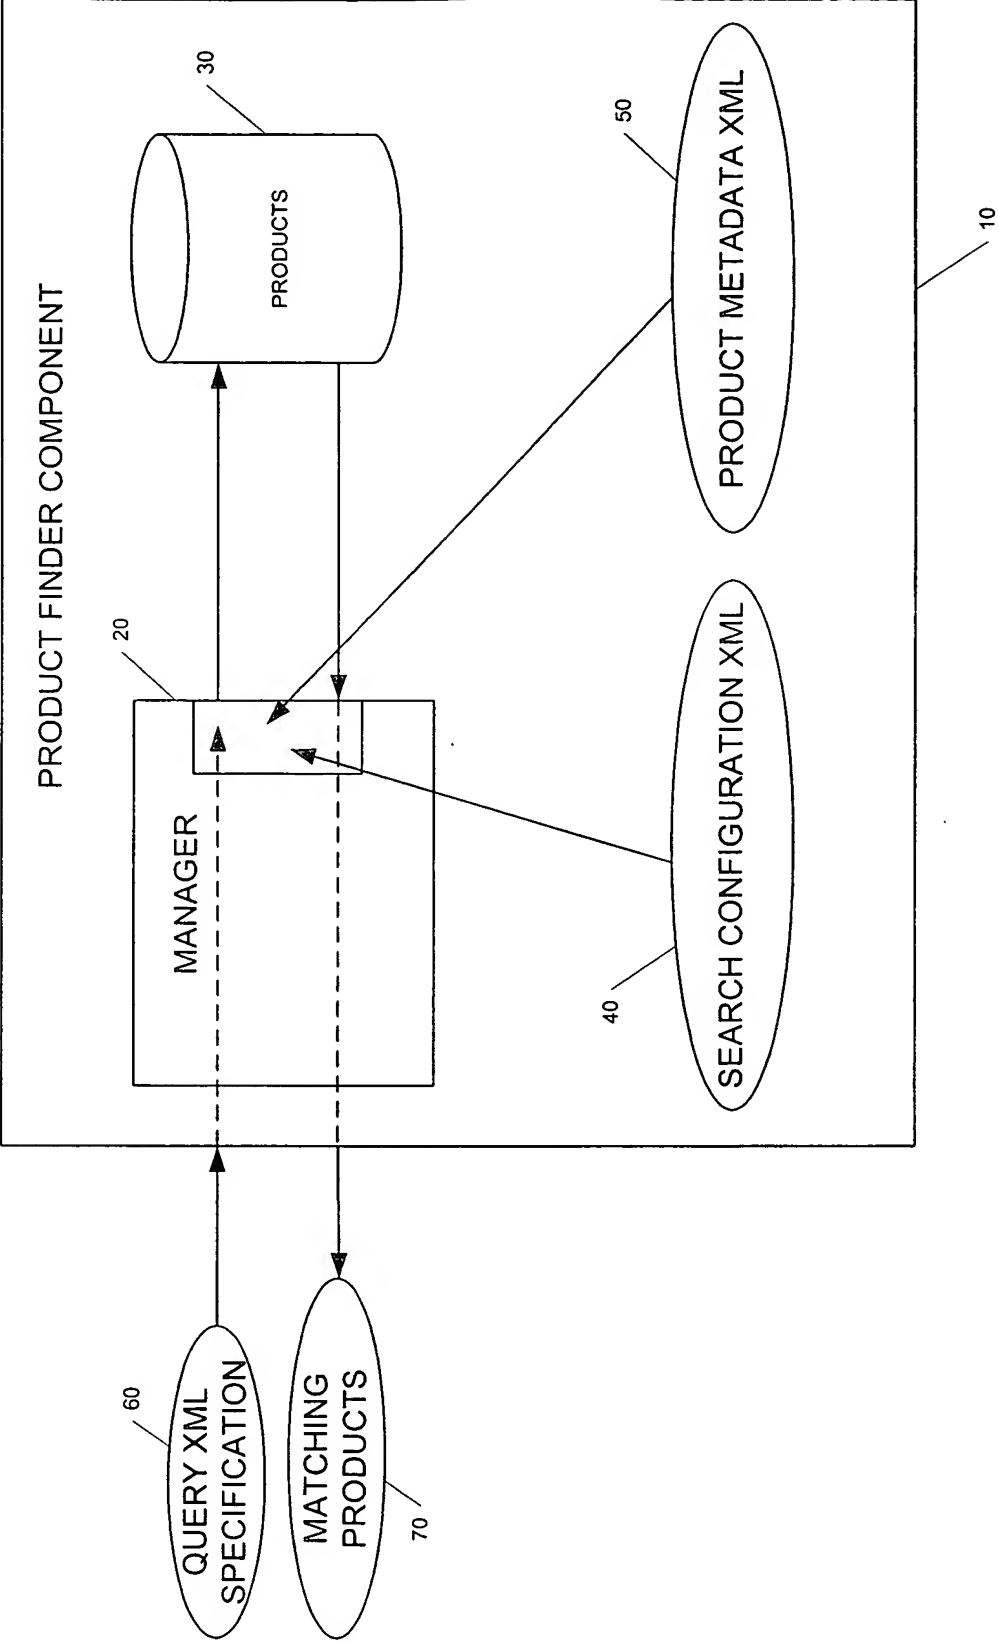 PRODUCT FINDER COMPONENT
60
QUERY XML
SPECIFICATION
MATCHING
PRODUCTS
70
MANAGER
20
30
PRODUCTS
40
SEARCH CONFIGURATION XML
50
PRODUCT METADATA XML
10